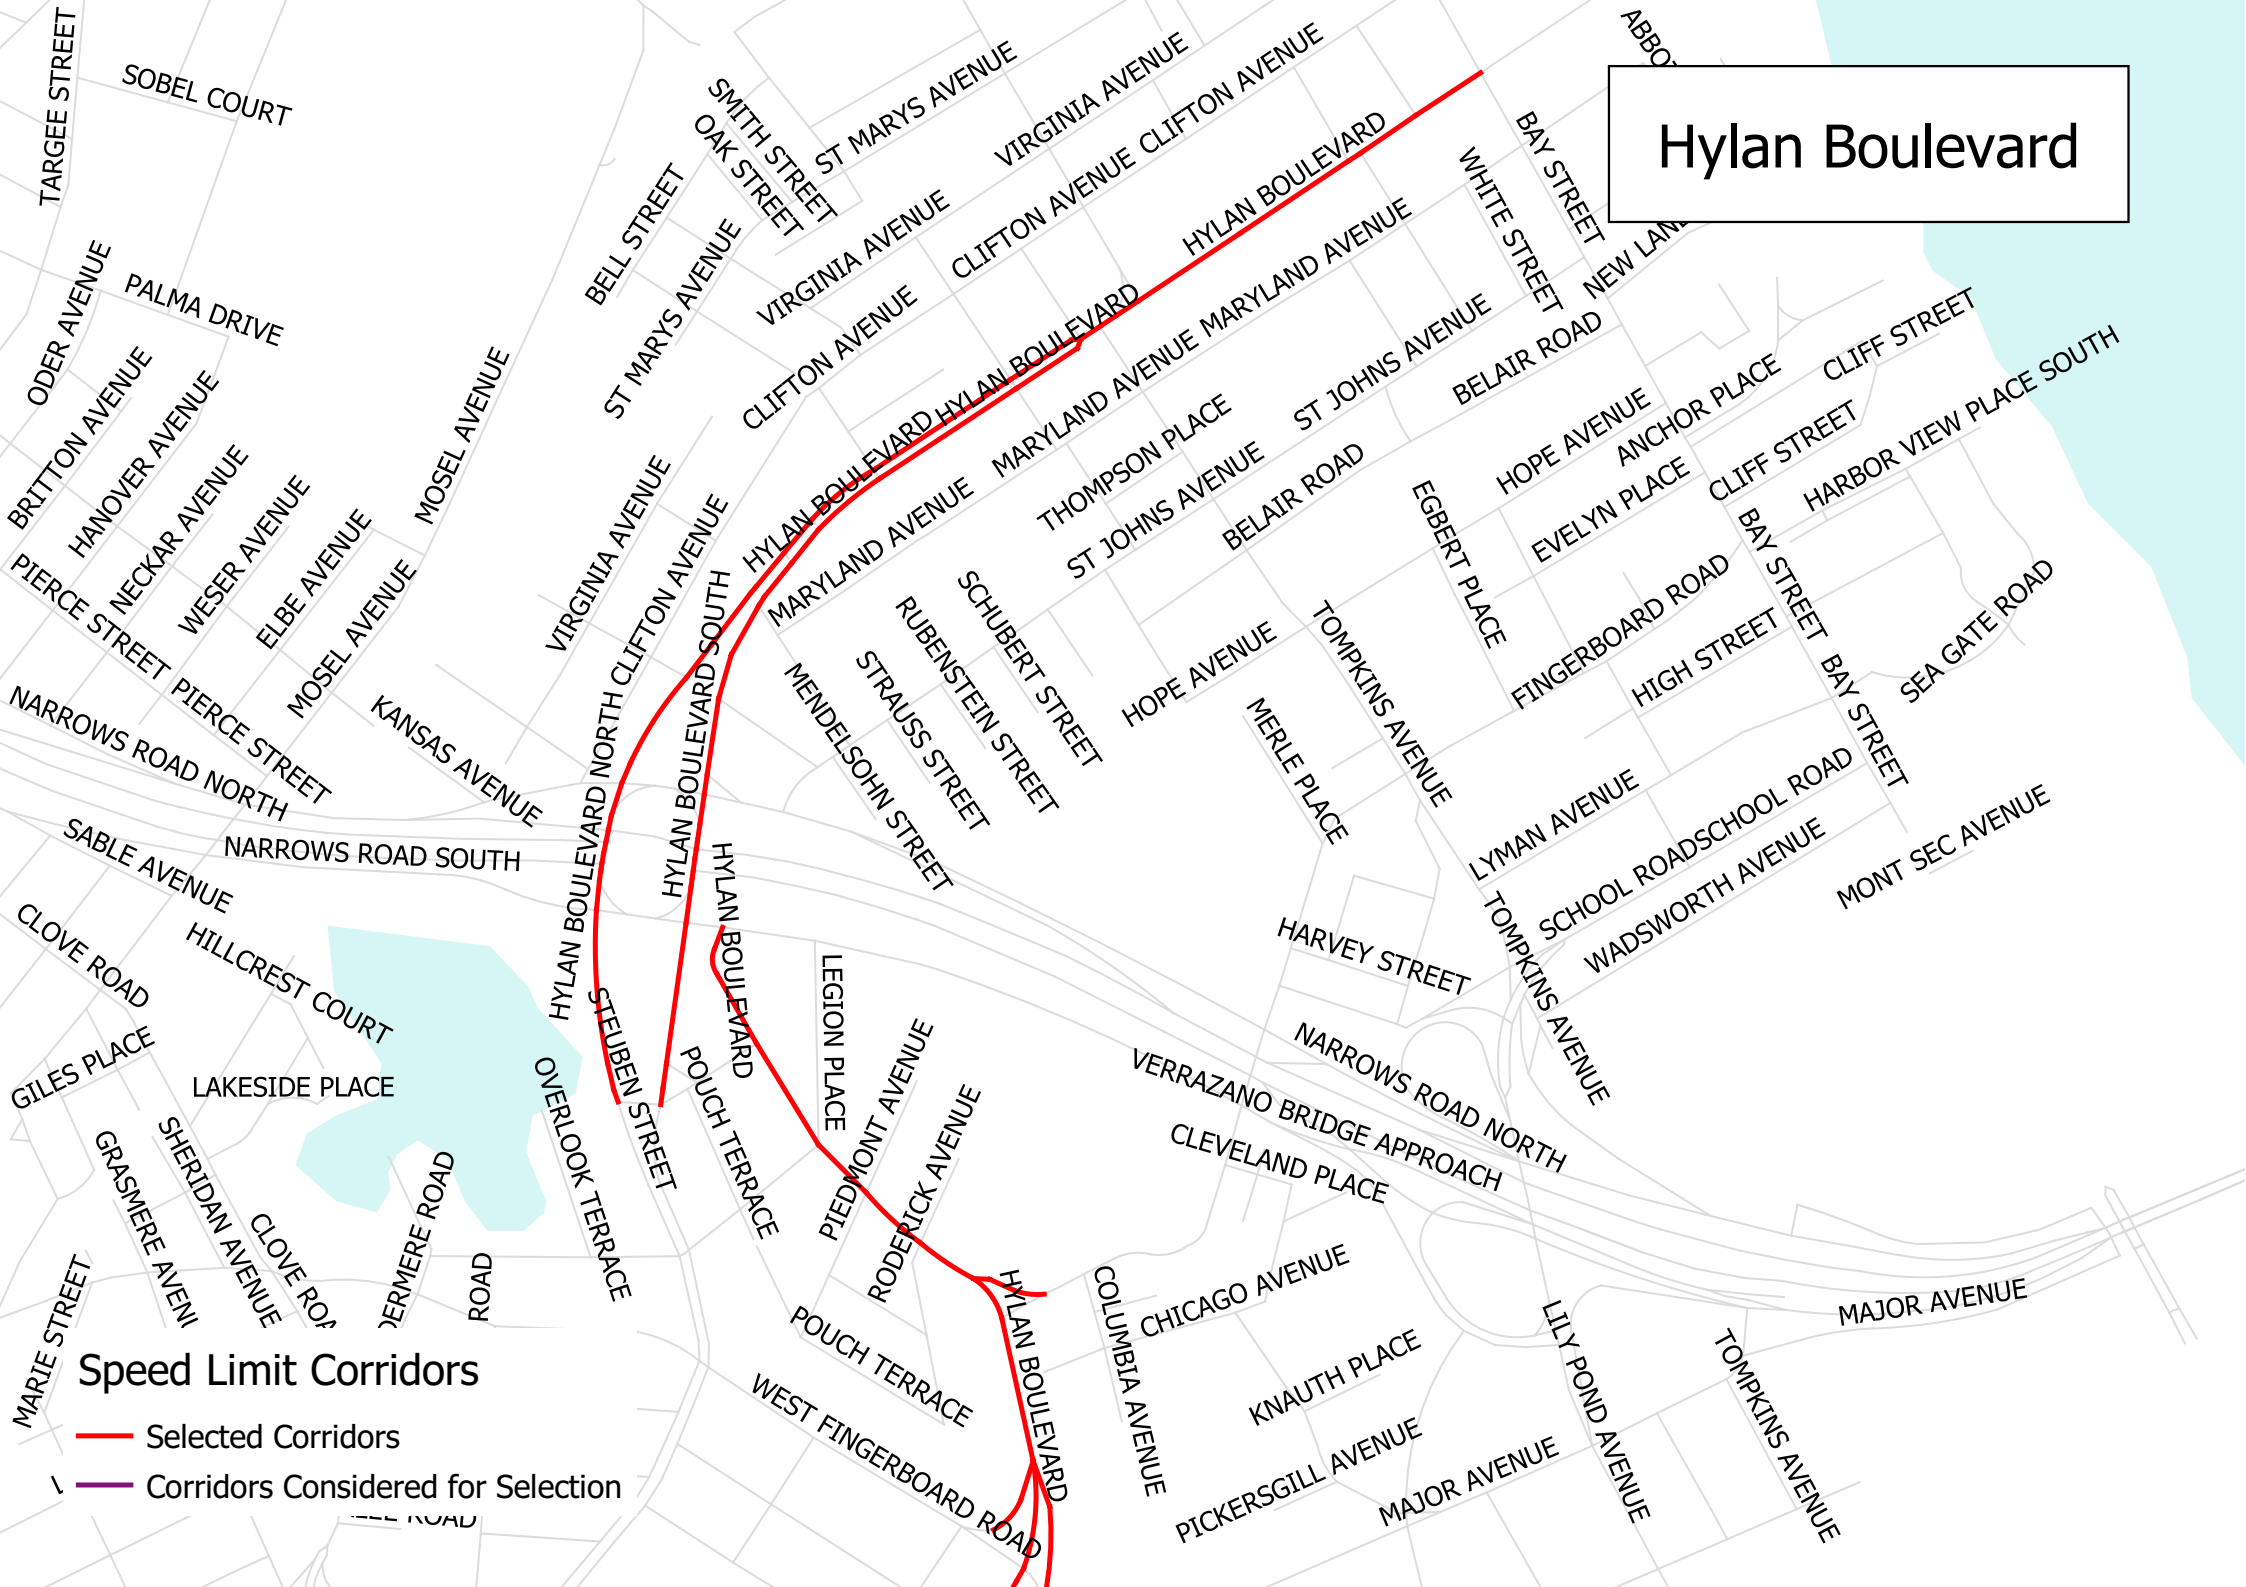 TARGEE STREET
SOBEL COURT
SMITH STREET
OAK STREET
ST MARYS AVENUE
VIRGINIA AVENUE
CLIFTON AVENUE
CLIFTON AVENUE
HYLAN BOULEVARD
BAY STREET
WHITE STREET
Hylan Boulevard
NEW LANE
ODER AVENUE
PALMA DRIVE
BELL STREET
ST MARYS AVENUE
VIRGINIA AVENUE
CLIFTON AVENUE
HYLAN BOULEVARD
HYLAN BOULEVARD
MARYLAND AVENUE
MARYLAND AVENUE
ST JOHNS AVENUE
BELAIR ROAD
CLIFF STREET
HARBOR VIEW PLACE SOUTH
BRITTON AVENUE
HANOVER AVENUE
NECKAR AVENUE
WESER AVENUE
ELBE AVENUE
MOSEL AVENUE
MOSEL AVENUE
VIRGINIA AVENUE
CLIFTON AVENUE
MARYLAND AVENUE
THOMPSON PLACE
ST JOHNS AVENUE
BELAIR ROAD
EGBERT PLACE
HOPE AVENUE
ANCHOR PLACE
EVELYN PLACE
CLIFF STREET
BAY STREET
PIERCE STREET
PIERCE STREET
NARROWS ROAD NORTH
KANSAS AVENUE
HYLAN BOULEVARD NORTH
HYLAN BOULEVARD SOUTH
MENDELSOHN STREET
STRAUSS STREET
RUBENSTEIN STREET
SCHUBERT STREET
HOPE AVENUE
MERLE PLACE
TOMPKINS AVENUE
FINGERBOARD ROAD
HIGH STREET
BAY STREET
SEA GATE ROAD
SABLE AVENUE
NARROWS ROAD SOUTH
HYLAN BOULEVARD
LYMAN AVENUE
SCHOOL ROAD
SCHOOL ROAD
WADSWORTH AVENUE
MONT SEC AVENUE
CLOVE ROAD
HILLCREST COURT
STEUBEN STREET
LEGION PLACE
HARVEY STREET
TOMPKINS AVENUE
GILES PLACE
LAKESIDE PLACE
OVERLOOK TERRACE
POUCH TERRACE
PIEDMONT AVENUE
RODERICK AVENUE
VERRAZANO BRIDGE APPROACH
NARROWS ROAD NORTH
CLEVELAND PLACE
GRASMERE AVENU
SHERIDAN AVENUE
CLOVE ROA
DERMERE ROAD
ROAD
MARIE STREET
POUCH TERRACE
WEST FINGERBOARD ROAD
HYLAN BOULEVARD
COLUMBIA AVENUE
CHICAGO AVENUE
KNAUTH PLACE
PICKERSGILL AVENUE
MAJOR AVENUE
LILY POND AVENUE
TOMPKINS AVENUE
MAJOR AVENUE
Speed Limit Corridors
Selected Corridors
Corridors Considered for Selection
ROAD